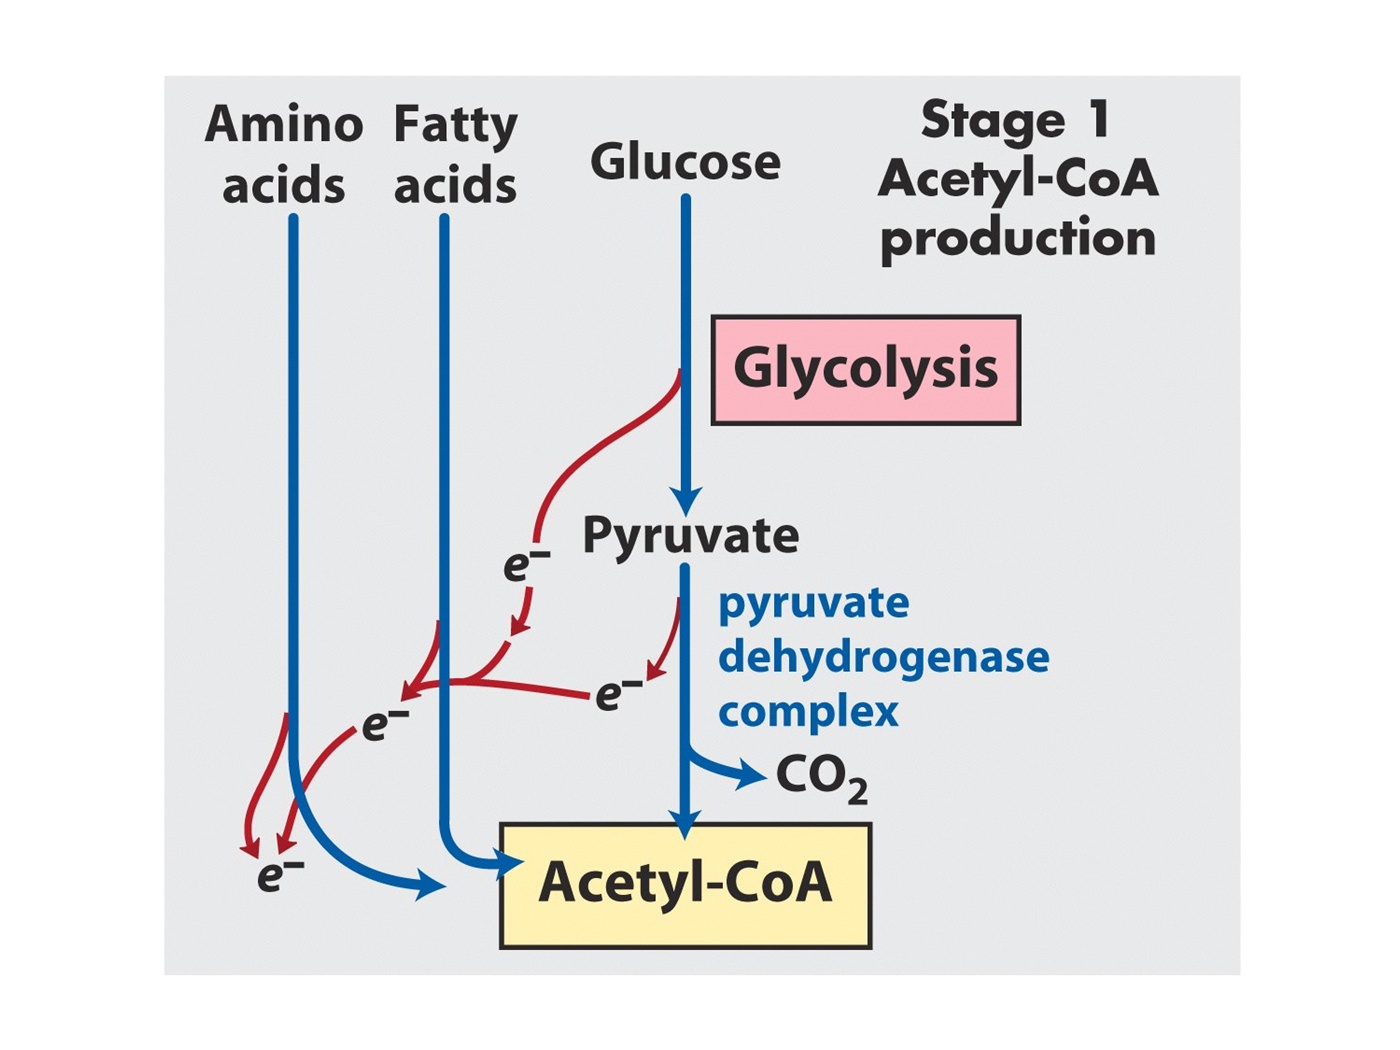 Amino
acids
Fatty
acids
Glucose
Stage 1
Acetyl-CoA
production
Glycolysis
Pyruvate
e⁻
pyruvate
dehydrogenase
complex
e⁻
e⁻
CO₂
e⁻
Acetyl-CoA